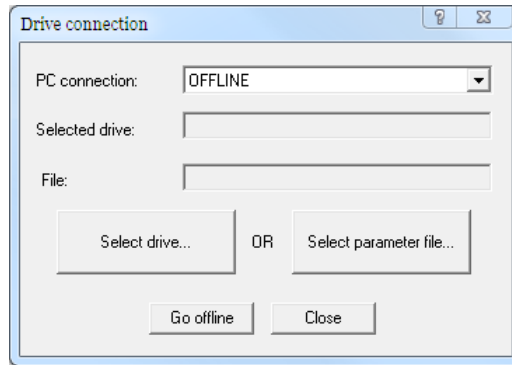 Drive connection
PC connection: OFFLINE
Selected drive:
File:
Select drive... OR Select parameter file...
Go offline Close